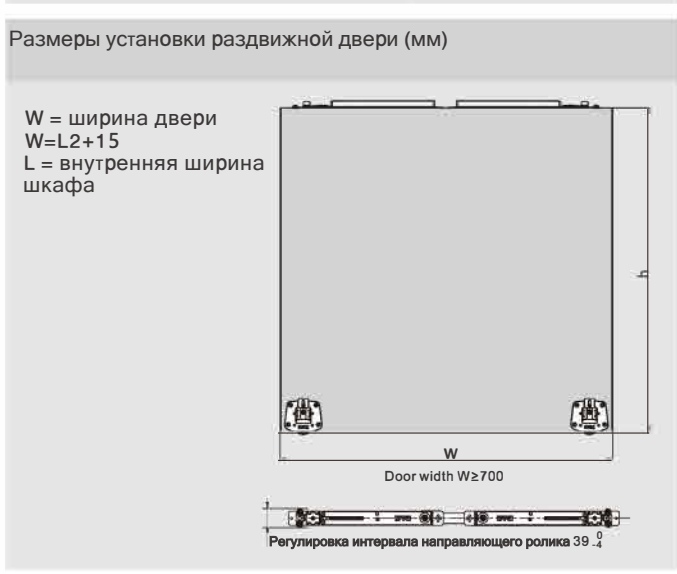 Размеры установки раздвижной двери (мм)
W = ширина двери
W=L2+15
L = внутренняя ширина
шкафа
h
W
Door width W≥700
Регулировка интервала направляющего ролика 39 0 -4